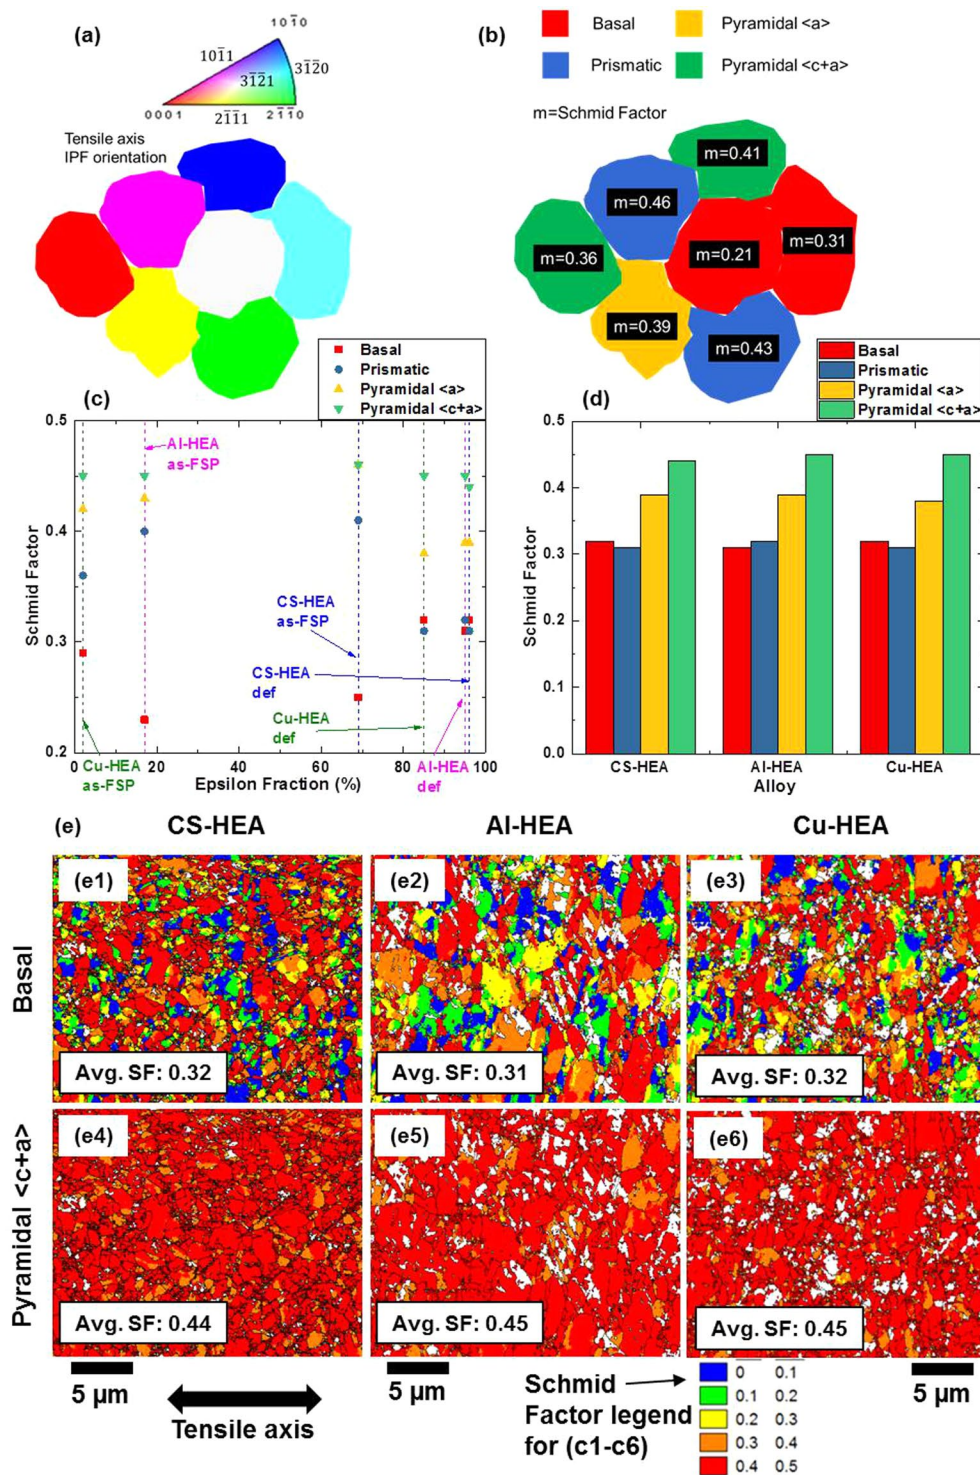 (a)
10$\bar{1}$0
10$\bar{1}$1
3$\bar{1}\bar{2}$1
3$\bar{1}\bar{2}$0
0001
2$\bar{1}\bar{1}$1
2$\bar{1}\bar{1}$0
Tensile axis
IPF orientation
(b)
Basal
Pyramidal <a>
Prismatic
Pyramidal <c+a>
m=Schmid Factor
m=0.41
m=0.46
m=0.31
m=0.21
m=0.36
m=0.39
m=0.43
Basal
Prismatic
Pyramidal <a>
Pyramidal <c+a>
(c)
0.5
0.4
0.3
0.2
Schmid Factor
Al-HEA
as-FSP
CS-HEA
as-FSP
CS-HEA
def
Cu-HEA
def
Cu-HEA
as-FSP
Al-HEA
def
0 20 40 60 80 100
Epsilon Fraction (%)
Basal
Prismatic
Pyramidal <a>
Pyramidal <c+a>
(d)
0.5
0.4
0.3
0.2
0.1
0.0
Schmid Factor
CS-HEA Al-HEA Cu-HEA
Alloy
(e) CS-HEA Al-HEA Cu-HEA
Basal
(e1)
Avg. SF: 0.32
(e2)
Avg. SF: 0.31
(e3)
Avg. SF: 0.32
Pyramidal <c+a>
(e4)
Avg. SF: 0.44
(e5)
Avg. SF: 0.45
(e6)
Avg. SF: 0.45
5 µm
Tensile axis
5 µm
Schmid
Factor legend
for (c1-c6)
0 0.1
0.1 0.2
0.2 0.3
0.3 0.4
0.4 0.5
5 µm